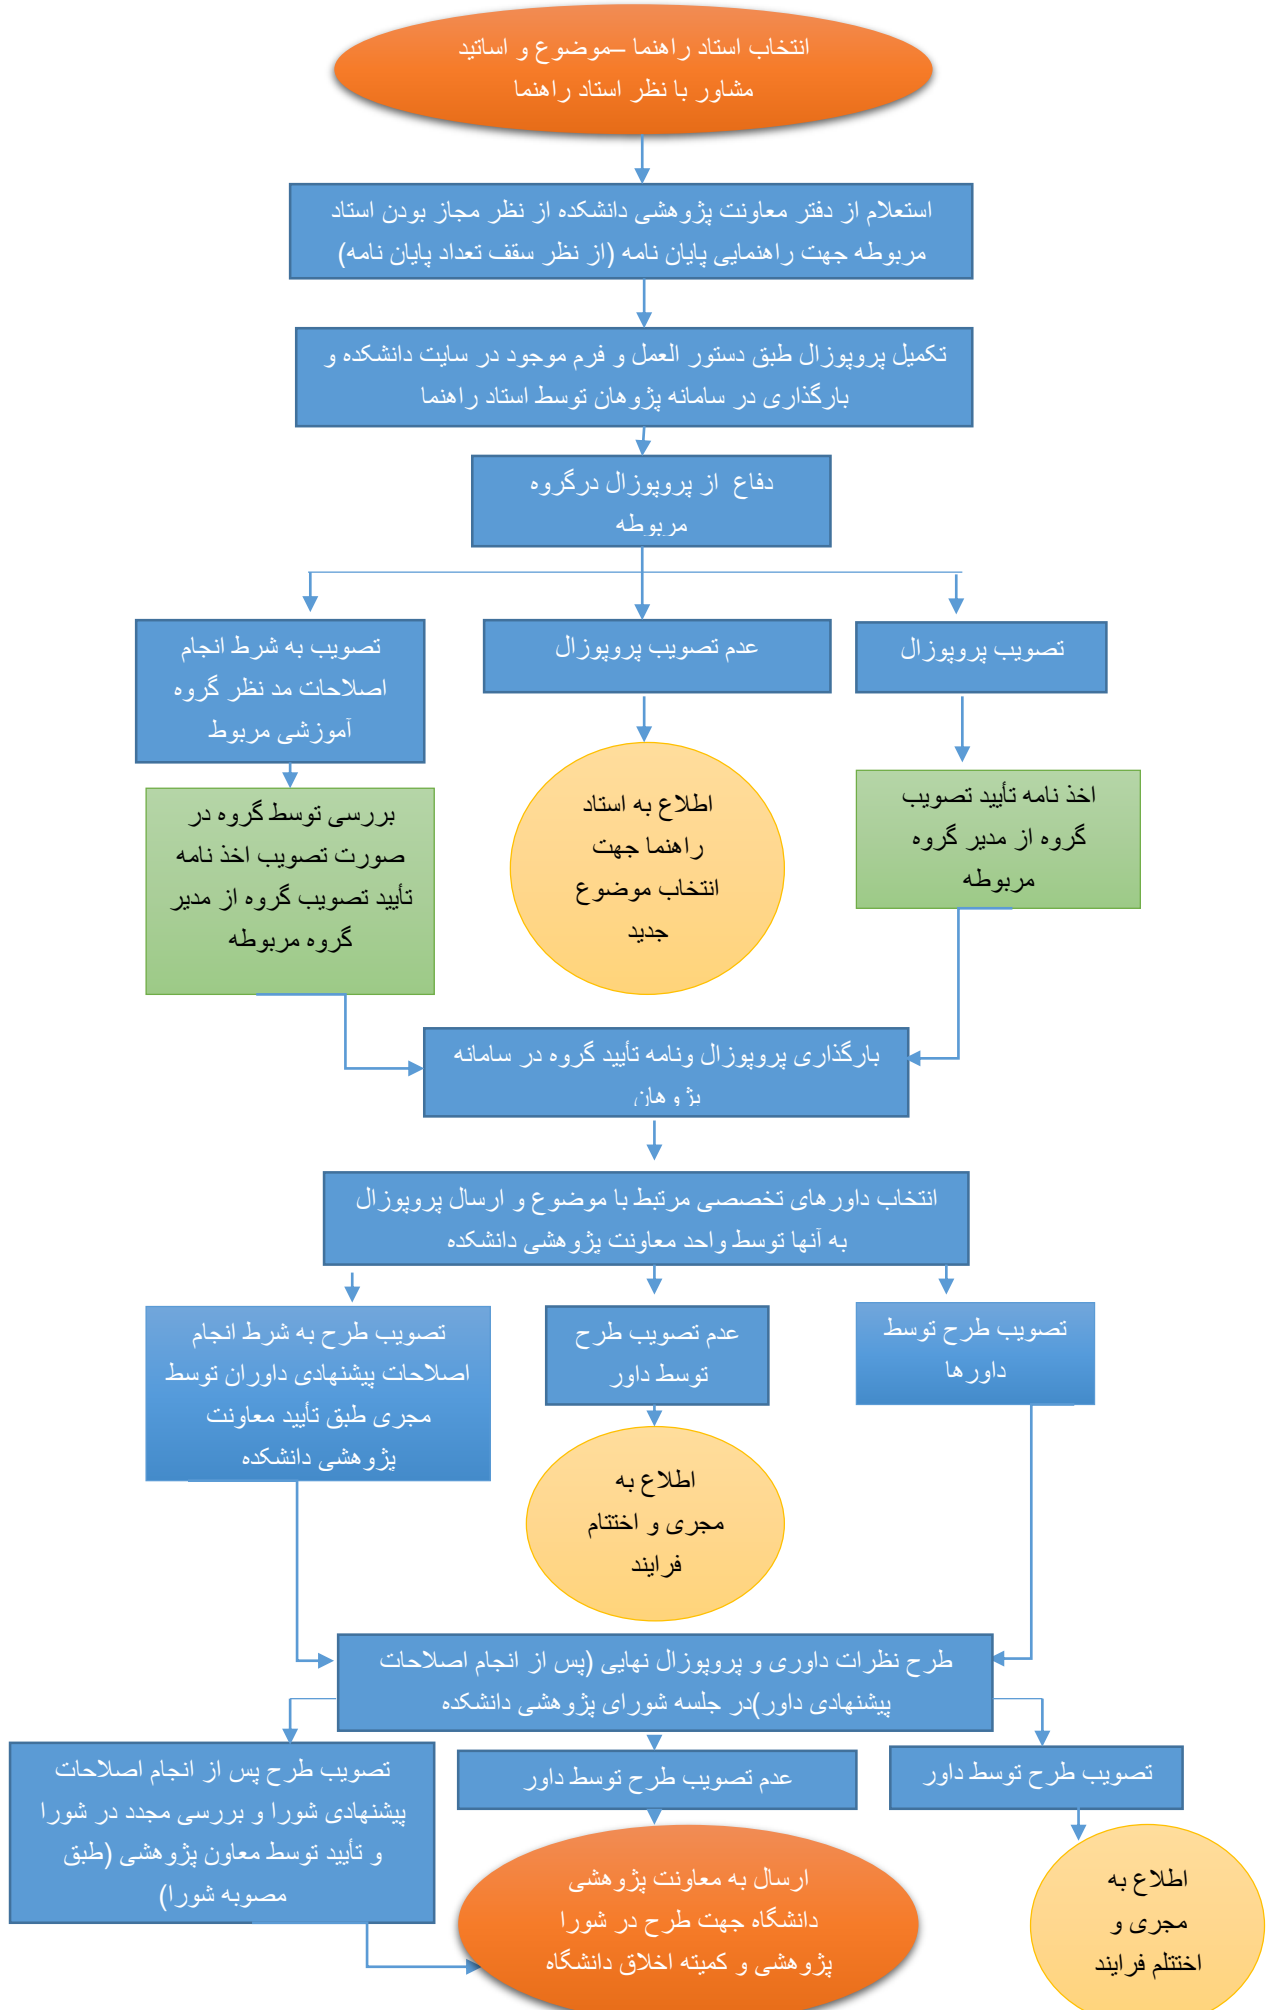 انتخاب استاد راهنما –موضوع و اساتید
مشاور با نظر استاد راهنما
استعلام از دفتر معاونت پژوهشی دانشکده از نظر مجاز بودن استاد
مربوطه جهت راهنمایی پایان نامه (از نظر سقف تعداد پایان نامه)
تکمیل پروپوزال طبق دستور العمل و فرم موجود در سایت دانشکده و
بارگذاری در سامانه پژوهان توسط استاد راهنما
دفاع از پروپوزال درگروه
مربوطه
تصویب پروپوزال
عدم تصویب پروپوزال
تصویب به شرط انجام
اصلاحات مد نظر گروه
آموزشی مربوط
اخذ نامه تأیید تصویب
گروه از مدیر گروه
مربوطه
اطلاع به استاد
راهنما جهت
انتخاب موضوع
جدید
بررسی توسط گروه در
صورت تصویب اخذ نامه
تأیید تصویب گروه از مدیر
گروه مربوطه
بارگذاری پروپوزال ونامه تأیید گروه در سامانه
پژوهان
انتخاب داورهای تخصصی مرتبط با موضوع و ارسال پروپوزال
به آنها توسط واحد معاونت پژوهشی دانشکده
تصویب طرح توسط
داورها
عدم تصویب طرح
توسط داور
تصویب طرح به شرط انجام
اصلاحات پیشنهادی داوران توسط
مجری طبق تأیید معاونت
پژوهشی دانشکده
اطلاع به
مجری و اختتام
فرایند
طرح نظرات داوری و پروپوزال نهایی (پس از انجام اصلاحات
پیشنهادی داور)در جلسه شورای پژوهشی دانشکده
تصویب طرح توسط داور
عدم تصویب طرح توسط داور
تصویب طرح پس از انجام اصلاحات
پیشنهادی شورا و بررسی مجدد در شورا
و تأیید توسط معاون پژوهشی (طبق
مصوبه شورا)
اطلاع به
مجری و
اختتلم فرایند
ارسال به معاونت پژوهشی
دانشگاه جهت طرح در شورا
پژوهشی و کمیته اخلاق دانشگاه